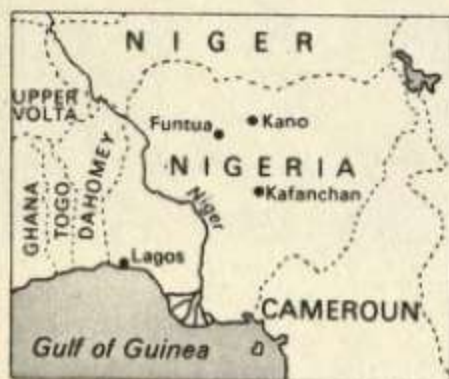 NIGER
UPPER
VOLTA
Funtua
Kano
NIGERIA
GHANA
TOGO
DAHOMEY
Niger
Kafanchan
Lagos
CAMEROUN
Gulf of Guinea